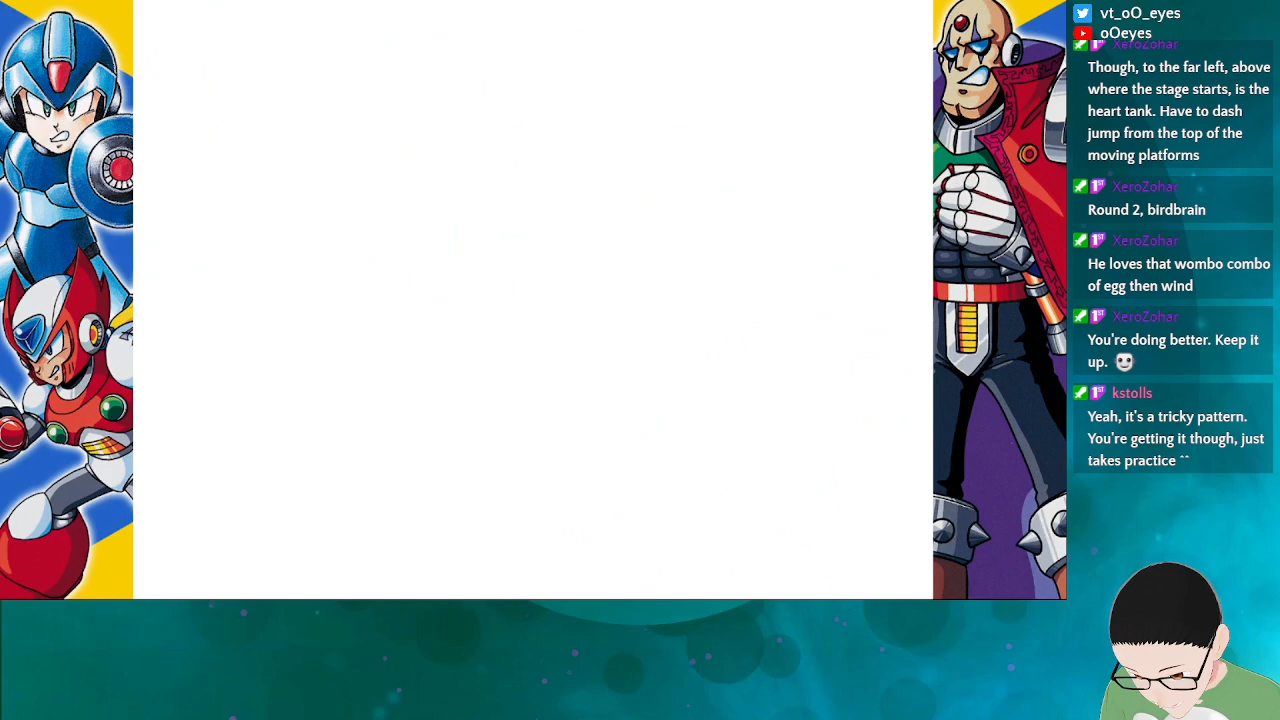 vt_oO_eyes
oOeyes
XeroZohar
Though, to the far left, above
where the stage starts, is the
heart tank. Have to dash
jump from the top of the
moving platforms
XeroZohar
Round 2, birdbrain
XeroZohar
He loves that wombo combo
of egg then wind
XeroZohar
You're doing better. Keep it
up.
kstolls
Yeah, it's a tricky pattern.
You're getting it though, just
takes practice ^^